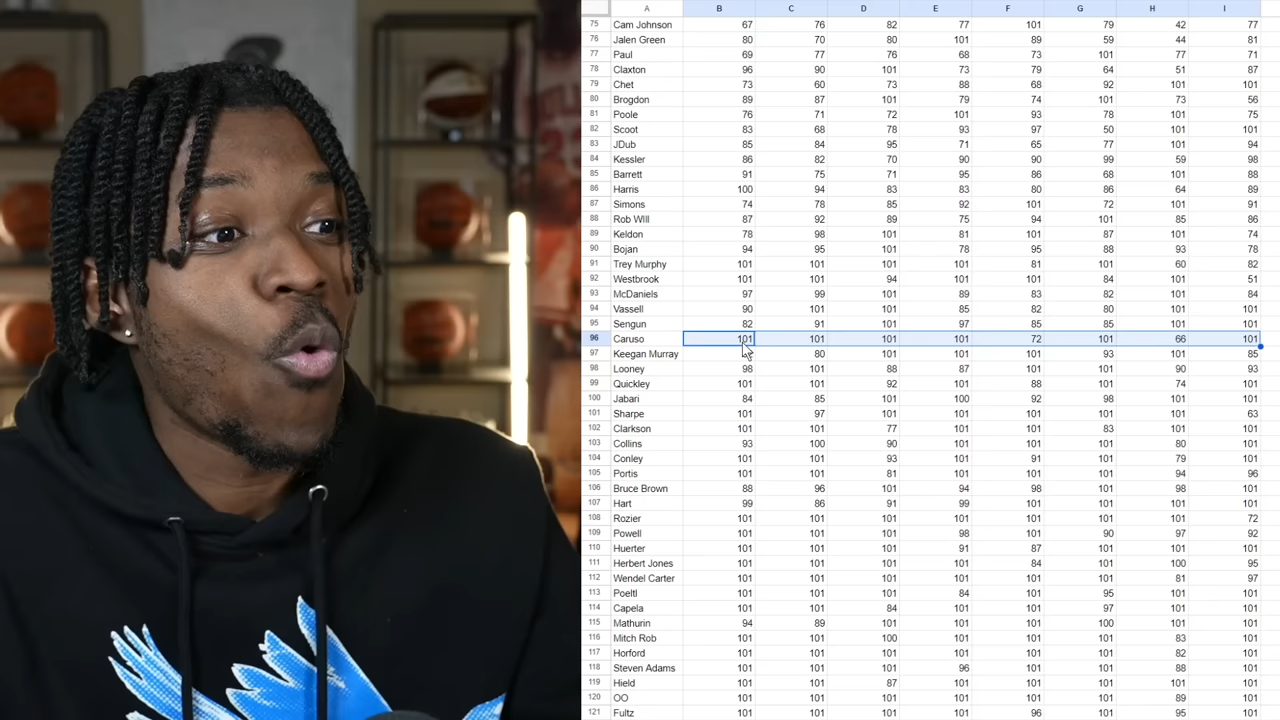 A B C D E F G H I
75 Cam Johnson 67 76 82 77 101 79 42 77
76 Jalen Green 80 70 80 101 89 59 44 81
77 Paul 69 77 76 68 73 101 77 71
78 Claxton 96 90 101 73 79 64 51 87
79 Chet 73 60 73 88 68 92 101 101
80 Brogdon 89 87 101 79 74 101 73 56
81 Poole 76 71 72 101 93 78 101 75
82 Scoot 83 68 78 93 97 50 101 101
83 JDub 85 84 95 71 65 77 101 94
84 Kessler 86 82 70 90 90 99 59 98
85 Barrett 91 75 71 95 86 68 101 88
86 Harris 100 94 83 83 80 86 64 89
87 Simons 74 78 85 92 101 72 101 91
88 Rob WIll 87 92 89 75 94 101 85 86
89 Keldon 78 98 101 81 101 87 101 74
90 Bojan 94 95 101 78 95 88 93 78
91 Trey Murphy 101 101 101 101 81 101 60 82
92 Westbrook 101 101 94 101 101 84 101 51
93 McDaniels 97 99 101 89 83 82 101 84
94 Vassell 90 101 101 85 82 80 101 101
95 Sengun 82 91 101 97 85 85 101 101
96 Caruso 101 101 101 101 72 101 66 101
97 Keegan Murray 80 101 101 101 93 101 85
98 Looney 98 101 88 87 101 101 90 93
99 Quickley 101 101 92 101 88 101 74 101
100 Jabari 84 85 101 100 92 98 101 101
101 Sharpe 101 97 101 101 101 101 101 63
102 Clarkson 101 101 77 101 101 83 101 101
103 Collins 93 100 90 101 101 101 80 101
104 Conley 101 101 93 101 91 101 79 101
105 Portis 101 101 81 101 101 101 94 96
106 Bruce Brown 88 96 101 94 98 101 98 101
107 Hart 99 86 91 99 101 101 101 101
108 Rozier 101 101 101 101 101 101 101 72
109 Powell 101 101 101 98 101 90 97 92
110 Huerter 101 101 101 91 87 101 101 101
111 Herbert Jones 101 101 101 101 84 101 100 95
112 Wendel Carter 101 101 101 101 101 101 81 97
113 Poeltl 101 101 101 84 101 95 101 101
114 Capela 101 101 84 101 101 97 101 101
115 Mathurin 94 89 101 101 101 100 101 101
116 Mitch Rob 101 101 100 101 101 101 83 101
117 Horford 101 101 101 101 101 101 82 101
118 Steven Adams 101 101 101 96 101 101 88 101
119 Hield 101 101 87 101 101 101 101 101
120 OO 101 101 101 101 101 101 89 101
121 Fultz 101 101 101 101 96 101 95 101